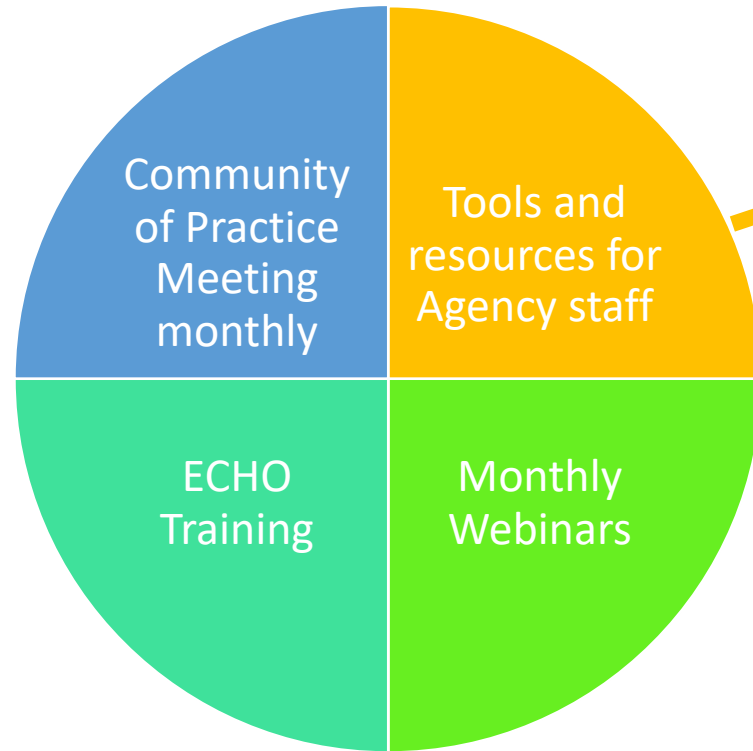 Community
of Practice
Meeting
monthly
Tools and
resources for
Agency staff
ECHO
Training
Monthly
Webinars